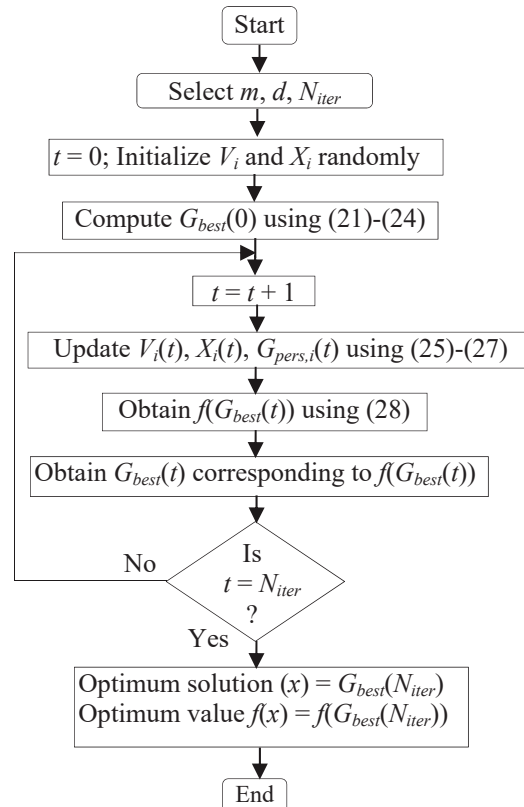 Start
Select m, d, N_iter
t = 0; Initialize V_i and X_i randomly
Compute G_best(0) using (21)-(24)
t = t + 1
Update V_i(t), X_i(t), G_pers,i(t) using (25)-(27)
Obtain f(G_best(t)) using (28)
Obtain G_best(t) corresponding to f(G_best(t))
Is
No
t = N_iter
?
Yes
Optimum solution (x) = G_best(N_iter)
Optimum value f(x) = f(G_best(N_iter))
End